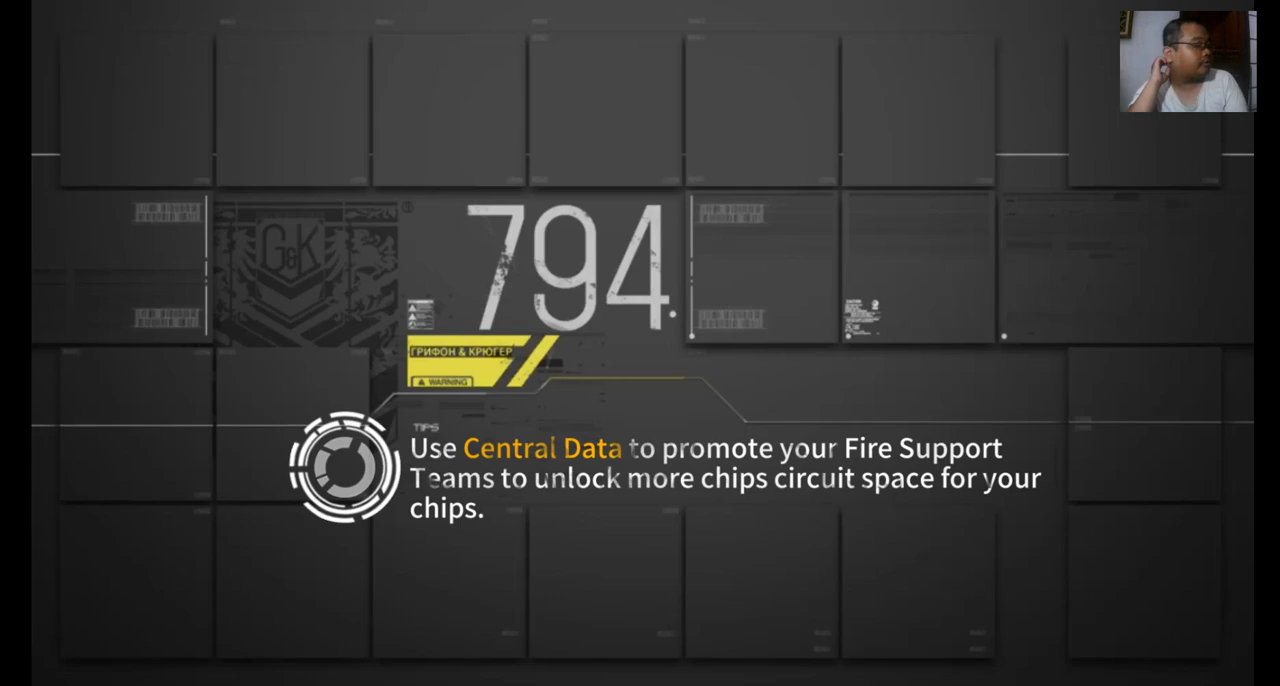 G&K
794.
ГРИФОН & КРЮГЕР
WARNING
TIPS
Use Central Data to promote your Fire Support
Teams to unlock more chips circuit space for your
chips.